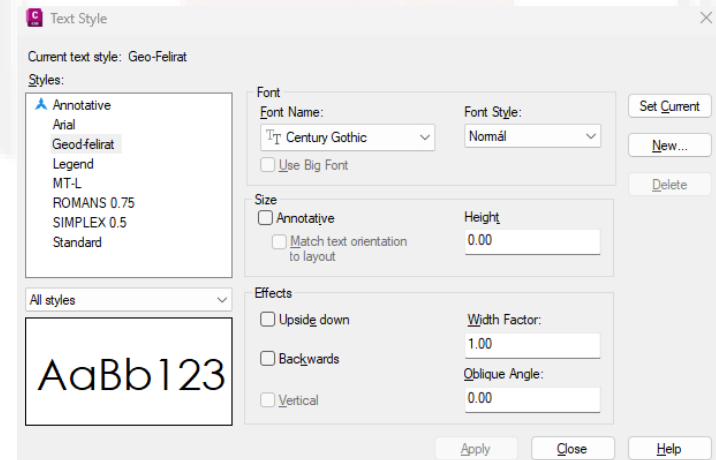 Text Style
Current text style: Geo-Felirat
Styles:
Annotative
Arial
Geod-felirat
Legend
MT-L
ROMANS 0.75
SIMPLEX 0.5
Standard
All styles
AaBb123
Font
Font Name:
Century Gothic
Use Big Font
Font Style:
Normál
Size
Annotative
Match text orientation
to layout
Height
0.00
Effects
Upside down
Backwards
Vertical
Width Factor:
1.00
Oblique Angle:
0.00
Set Current
New...
Delete
Apply
Close
Help